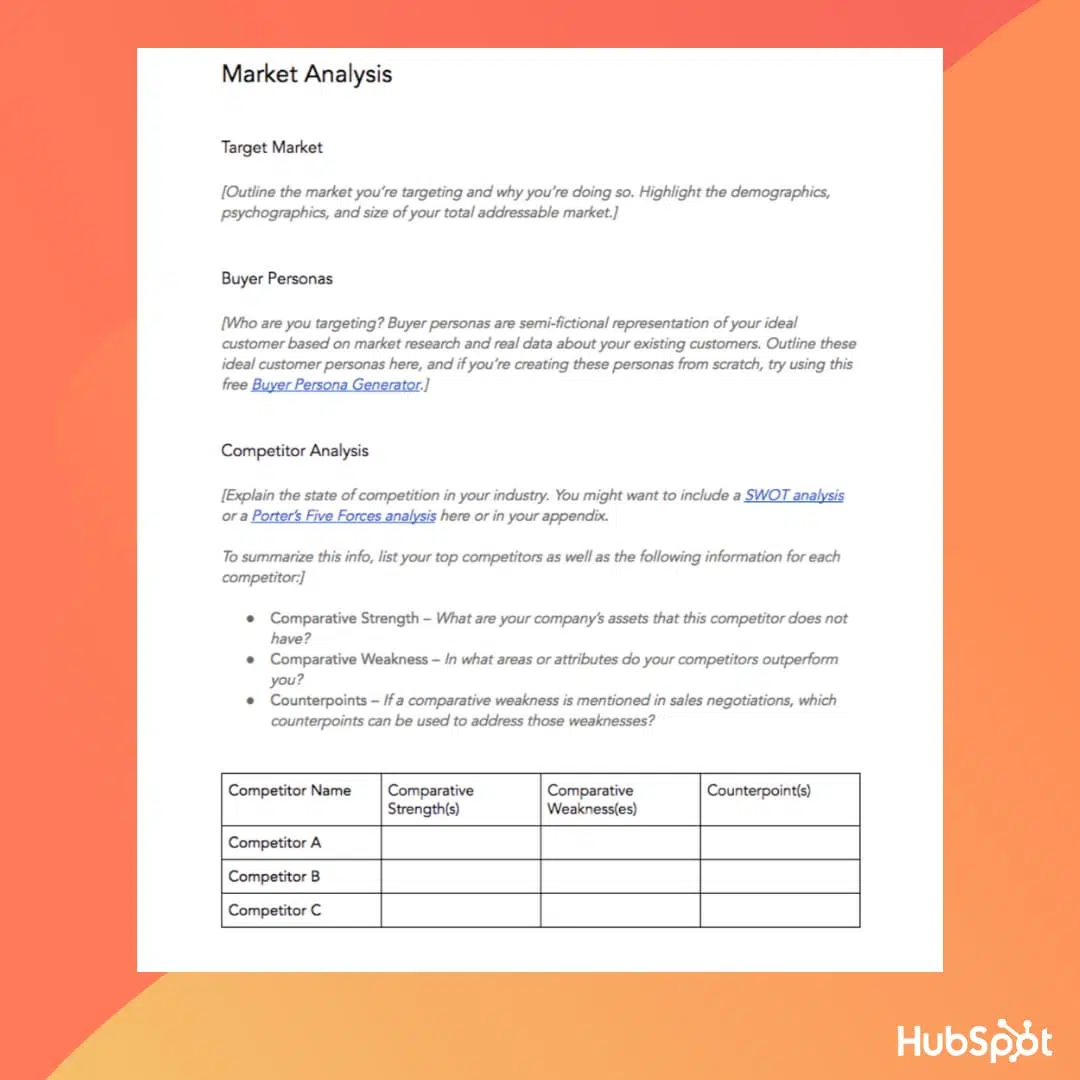 Market Analysis
Target Market
[Outline the market you're targeting and why you're doing so. Highlight the demographics,
psychographics, and size of your total addressable market.]
Buyer Personas
[Who are you targeting? Buyer personas are semi-fictional representation of your ideal
customer based on market research and real data about your existing customers. Outline these
ideal customer personas here, and if you're creating these personas from scratch, try using this
free Buyer Persona Generator.]
Competitor Analysis
[Explain the state of competition in your industry. You might want to include a SWOT analysis
or a Porter's Five Forces analysis here or in your appendix.
To summarize this info, list your top competitors as well as the following information for each
competitor:]
• Comparative Strength – What are your company's assets that this competitor does not
have?
• Comparative Weakness – In what areas or attributes do your competitors outperform
you?
• Counterpoints – If a comparative weakness is mentioned in sales negotiations, which
counterpoints can be used to address those weaknesses?
Competitor Name Comparative Strength(s) Comparative Weakness(es) Counterpoint(s)
Competitor A
Competitor B
Competitor C
HubSpot